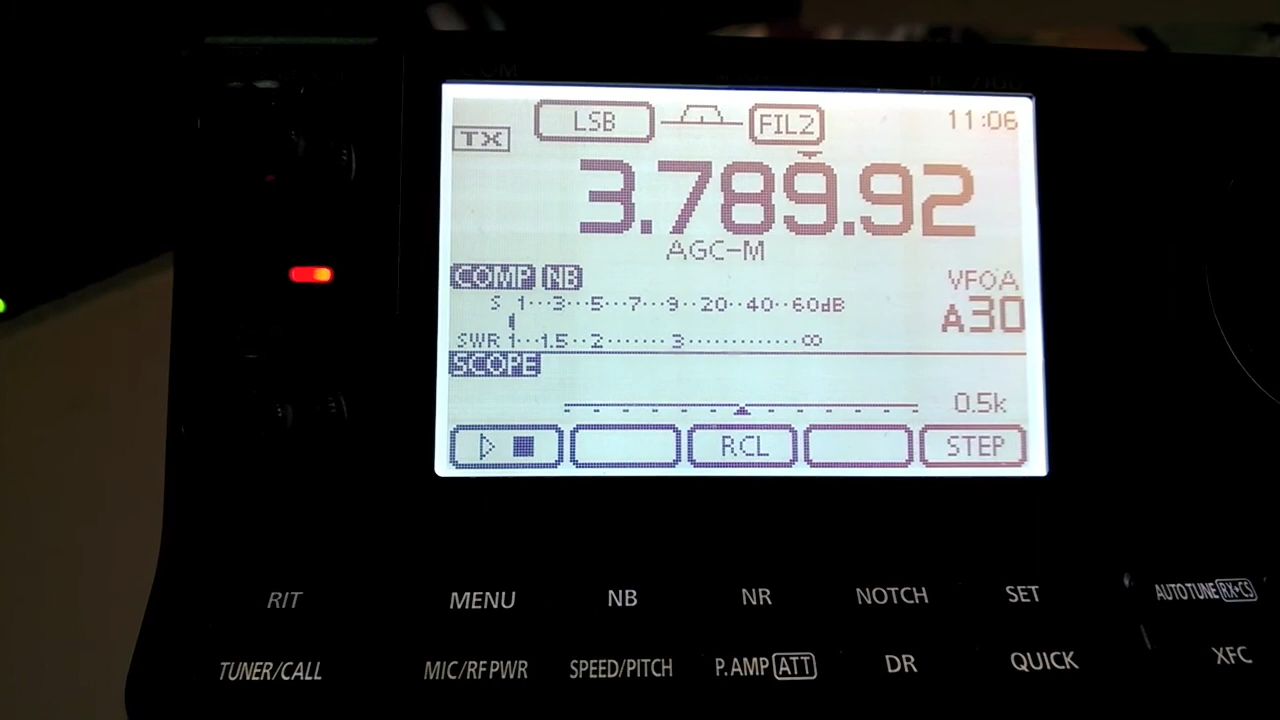 LSB FIL2 11:06
TX
3.789.92
AGC-M
COMP NB VFOA
S 1···3···5···7···9··20··40··60dB A30
SWR 1···1.5··2·······3············∞
SCOPE
0.5k
RCL STEP
RIT MENU NB NR NOTCH SET AUTOTUNE RX→CS
TUNER/CALL MIC/RF PWR SPEED/PITCH P.AMP ATT DR QUICK XFC